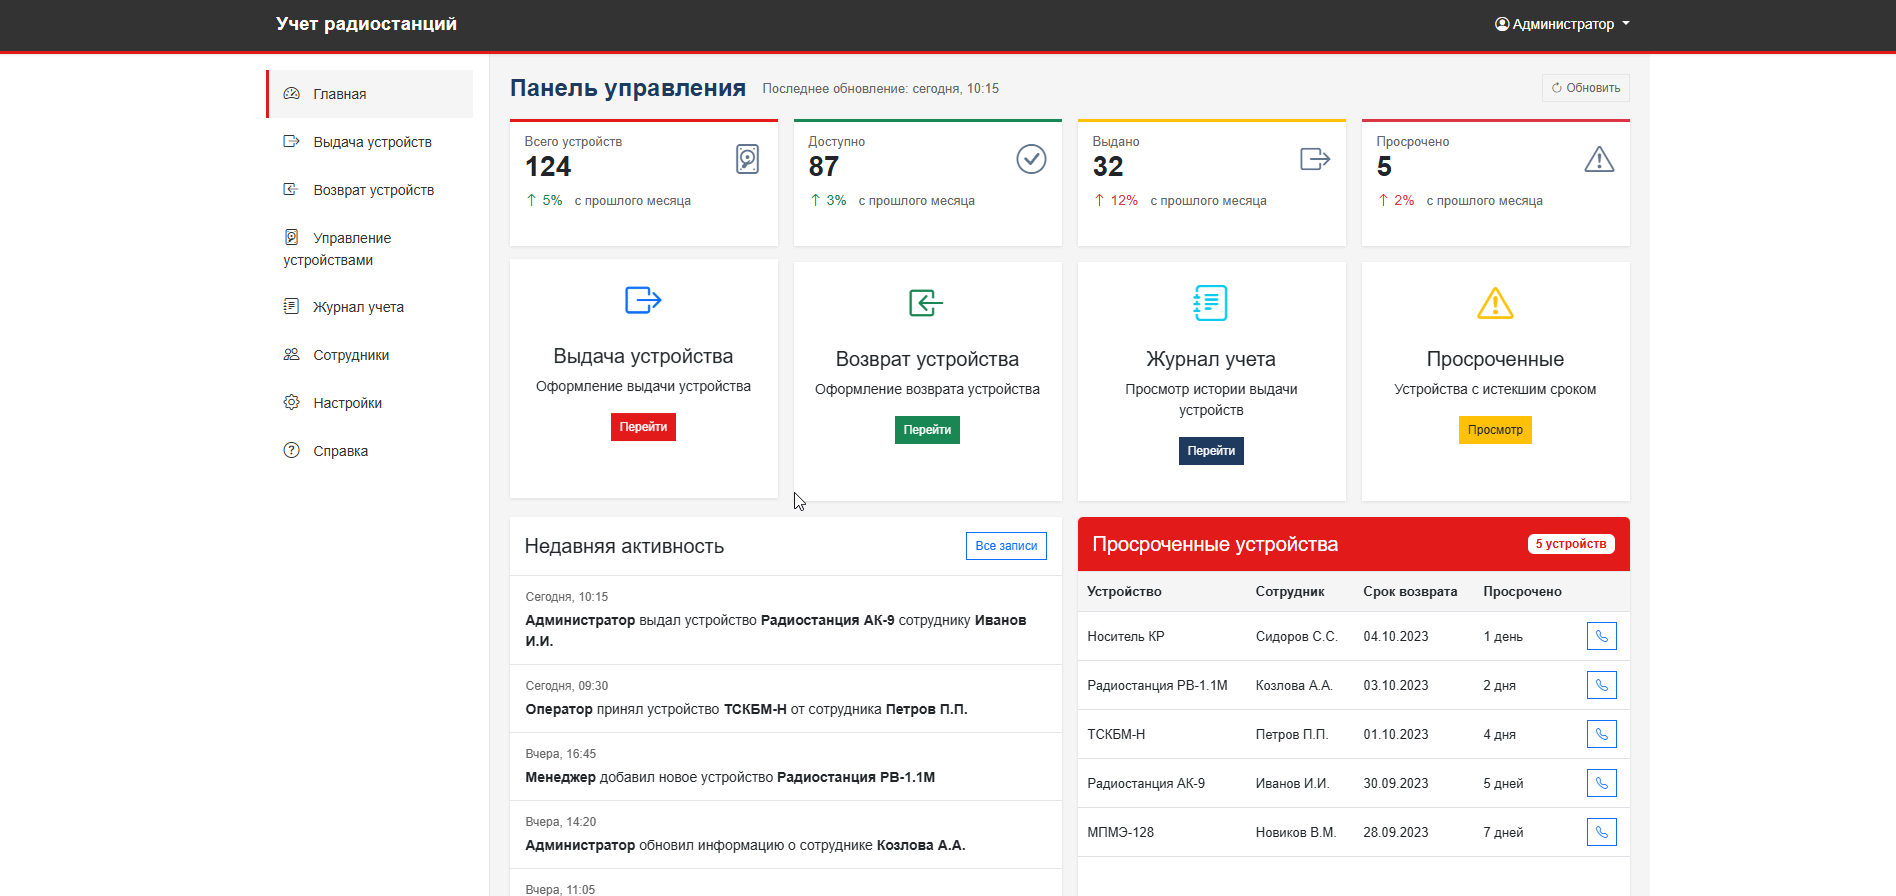 Учет радиостанций
Администратор
Главная
Выдача устройств
Возврат устройств
Управление
устройствами
Журнал учета
Сотрудники
Настройки
Справка
Панель управления
Последнее обновление: сегодня, 10:15
Обновить
Всего устройств
124
5% с прошлого месяца
Доступно
87
3% с прошлого месяца
Выдано
32
12% с прошлого месяца
Просрочено
5
2% с прошлого месяца
Выдача устройства
Оформление выдачи устройства
Перейти
Возврат устройства
Оформление возврата устройства
Перейти
Журнал учета
Просмотр истории выдачи
устройств
Перейти
Просроченные
Устройства с истекшим сроком
Просмотр
Недавняя активность
Все записи
Сегодня, 10:15
Администратор выдал устройство Радиостанция АК-9 сотруднику Иванов
И.И.
Сегодня, 09:30
Оператор принял устройство ТСКБМ-Н от сотрудника Петров П.П.
Вчера, 16:45
Менеджер добавил новое устройство Радиостанция РВ-1.1М
Вчера, 14:20
Администратор обновил информацию о сотруднике Козлова А.А.
Вчера, 11:05
Просроченные устройства
5 устройств
Устройство Сотрудник Срок возврата Просрочено
Носитель КР Сидоров С.С. 04.10.2023 1 день
Радиостанция РВ-1.1М Козлова А.А. 03.10.2023 2 дня
ТСКБМ-Н Петров П.П. 01.10.2023 4 дня
Радиостанция АК-9 Иванов И.И. 30.09.2023 5 дней
МПМЭ-128 Новиков В.М. 28.09.2023 7 дней